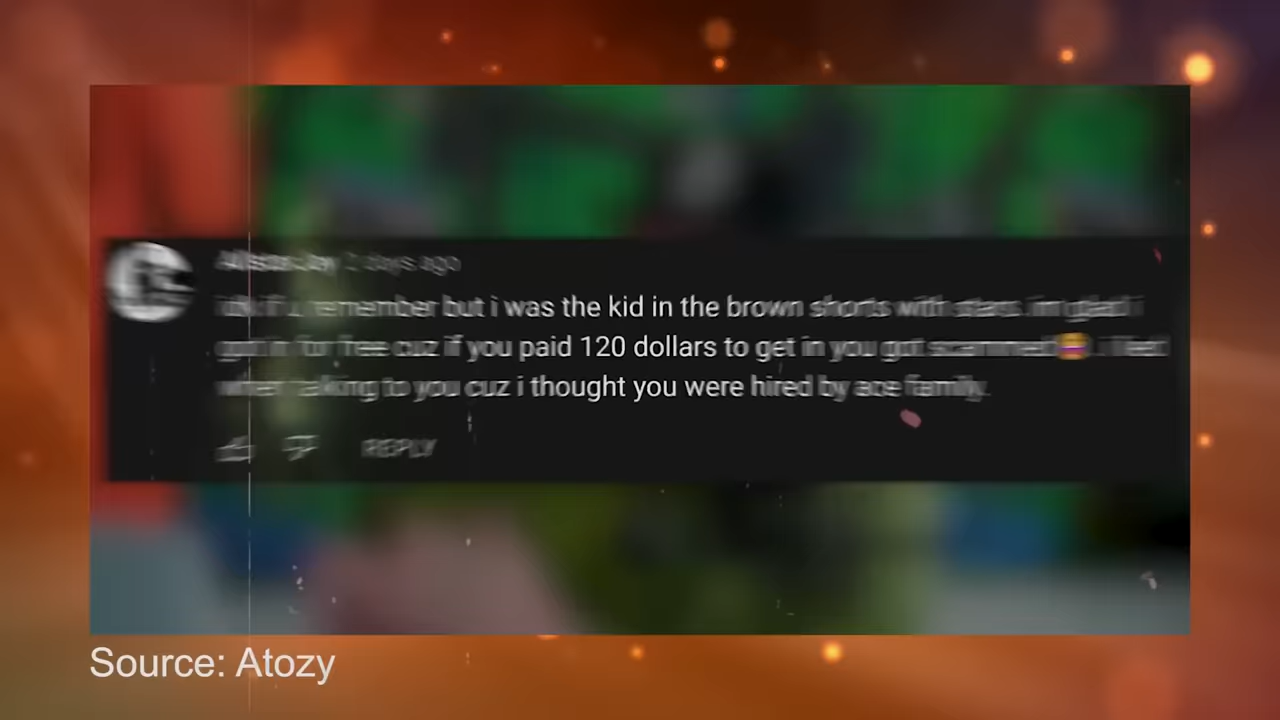 days ago
idk if u remember but i was the kid in the brown shorts with stars. im glad i
got in for free cuz if you paid 120 dollars to get in you got scammed😂. i lied
when talking to you cuz i thought you were hired by ace family.
REPLY
Source: Atozy